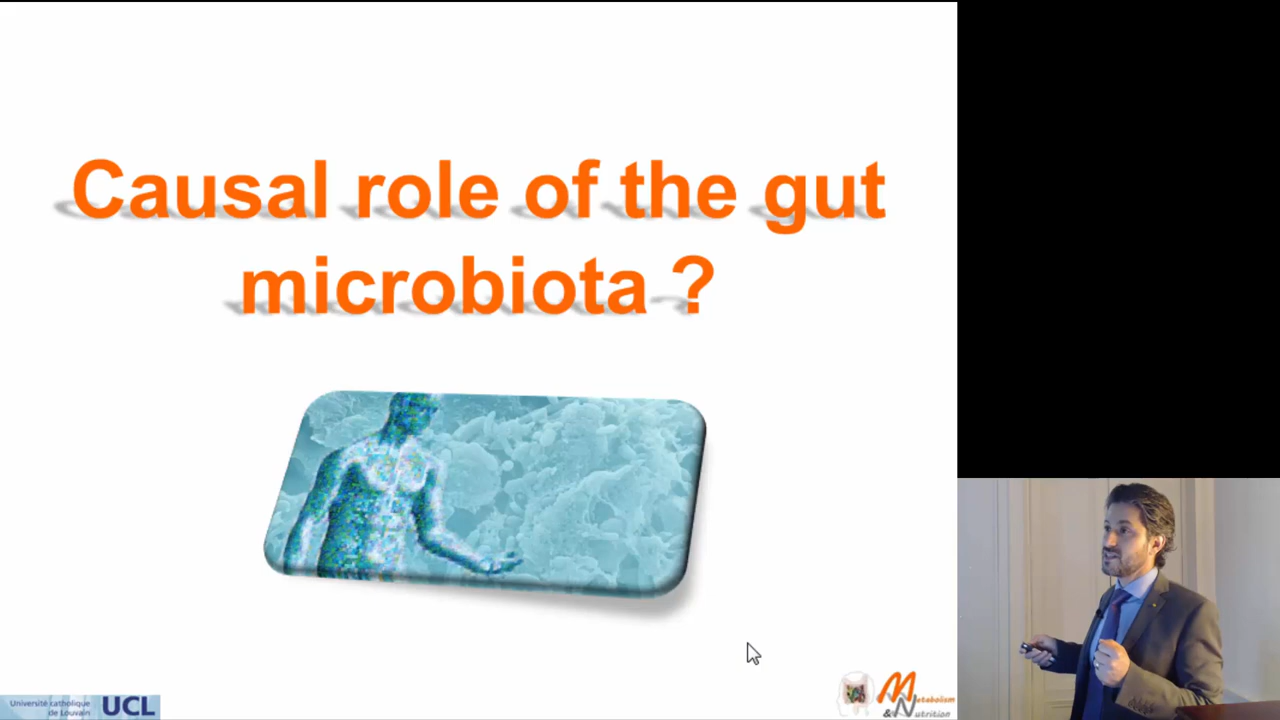 Causal role of the gut
microbiota ?
Université catholique
de Louvain
UCL
Metabolism
& Nutrition